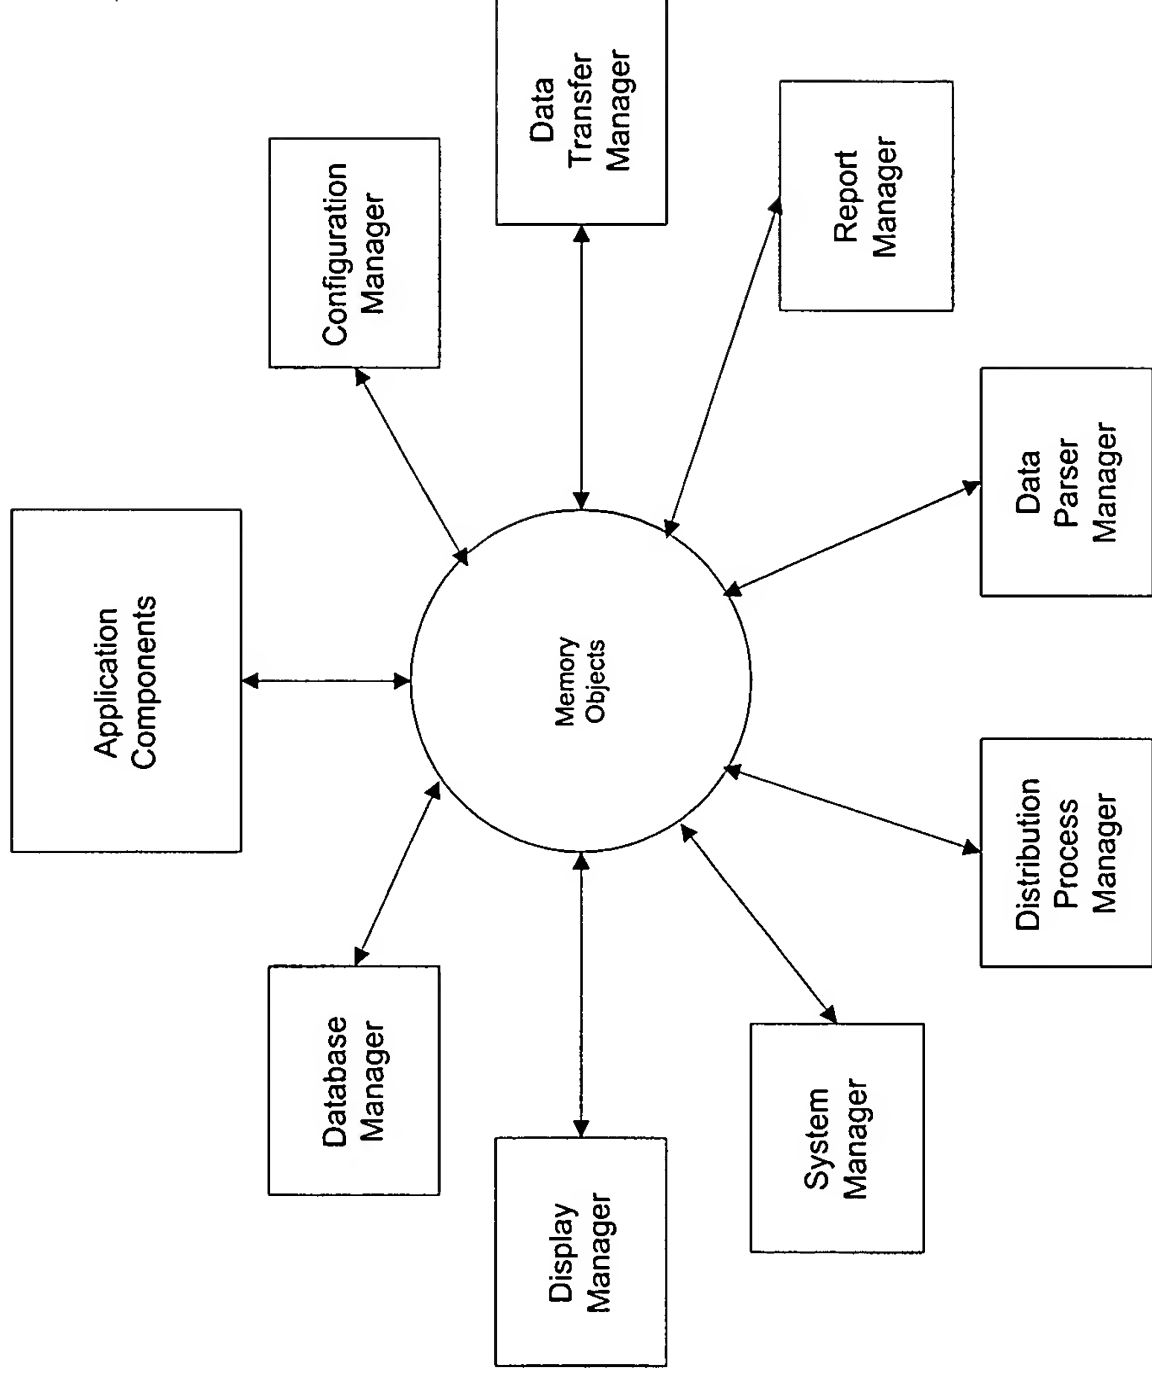 Application
Components
Database
Manager
Configuration
Manager
Display
Manager
Memory
Objects
Data
Transfer
Manager
System
Manager
Report
Manager
Distribution
Process
Manager
Data
Parser
Manager